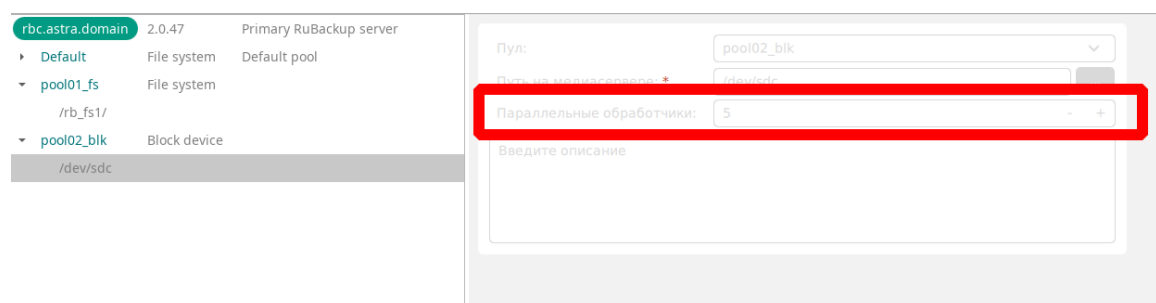 rbc.astra.domain 2.0.47 Primary RuBackup server
Default File system Default pool
pool01_fs File system
/rb_fs1/
pool02_blk Block device
/dev/sdc
Пул: pool02_blk
Путь на медиасервере: * /dev/sdc
Параллельные обработчики: 5 - +
Введите описание